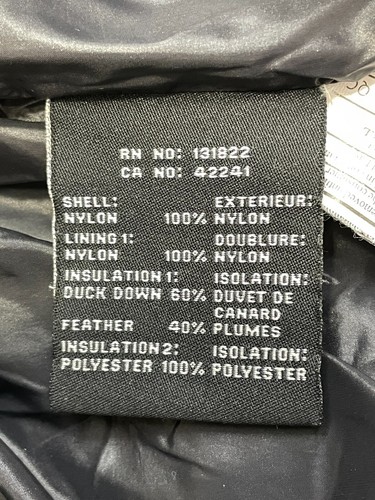 RN NO: 131822
CA NO: 42241
SHELL: EXTERIEUR:
NYLON 100% NYLON
LINING 1: DOUBLURE:
NYLON 100% NYLON
INSULATION 1: ISOLATION:
DUCK DOWN 60% DUVET DE
CANARD
FEATHER 40% PLUMES
INSULATION 2: ISOLATION:
POLYESTER 100% POLYESTER